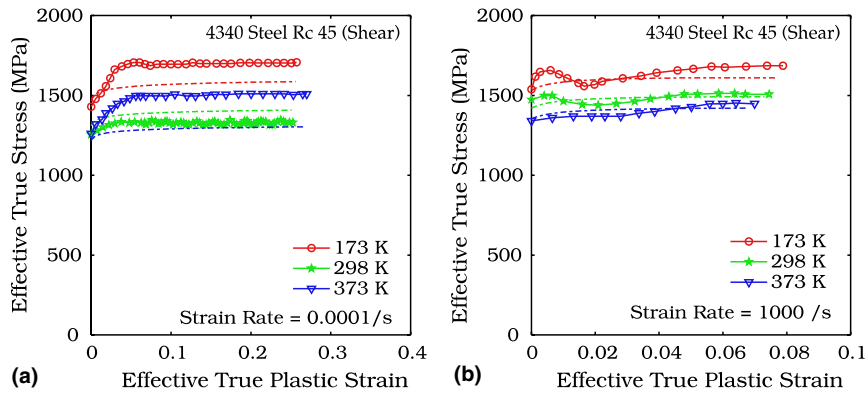 2000
4340 Steel Rc 45 (Shear)
1500
1000
500
0
Effective True Stress (MPa)
173 K
298 K
373 K
Strain Rate = 0.0001/s
0
0.1
0.2
0.3
0.4
(a)
Effective True Plastic Strain
2000
4340 Steel Rc 45 (Shear)
1500
1000
500
0
Effective True Stress (MPa)
173 K
298 K
373 K
Strain Rate = 1000 /s
0
0.02
0.04
0.06
0.08
0.1
(b)
Effective True Plastic Strain